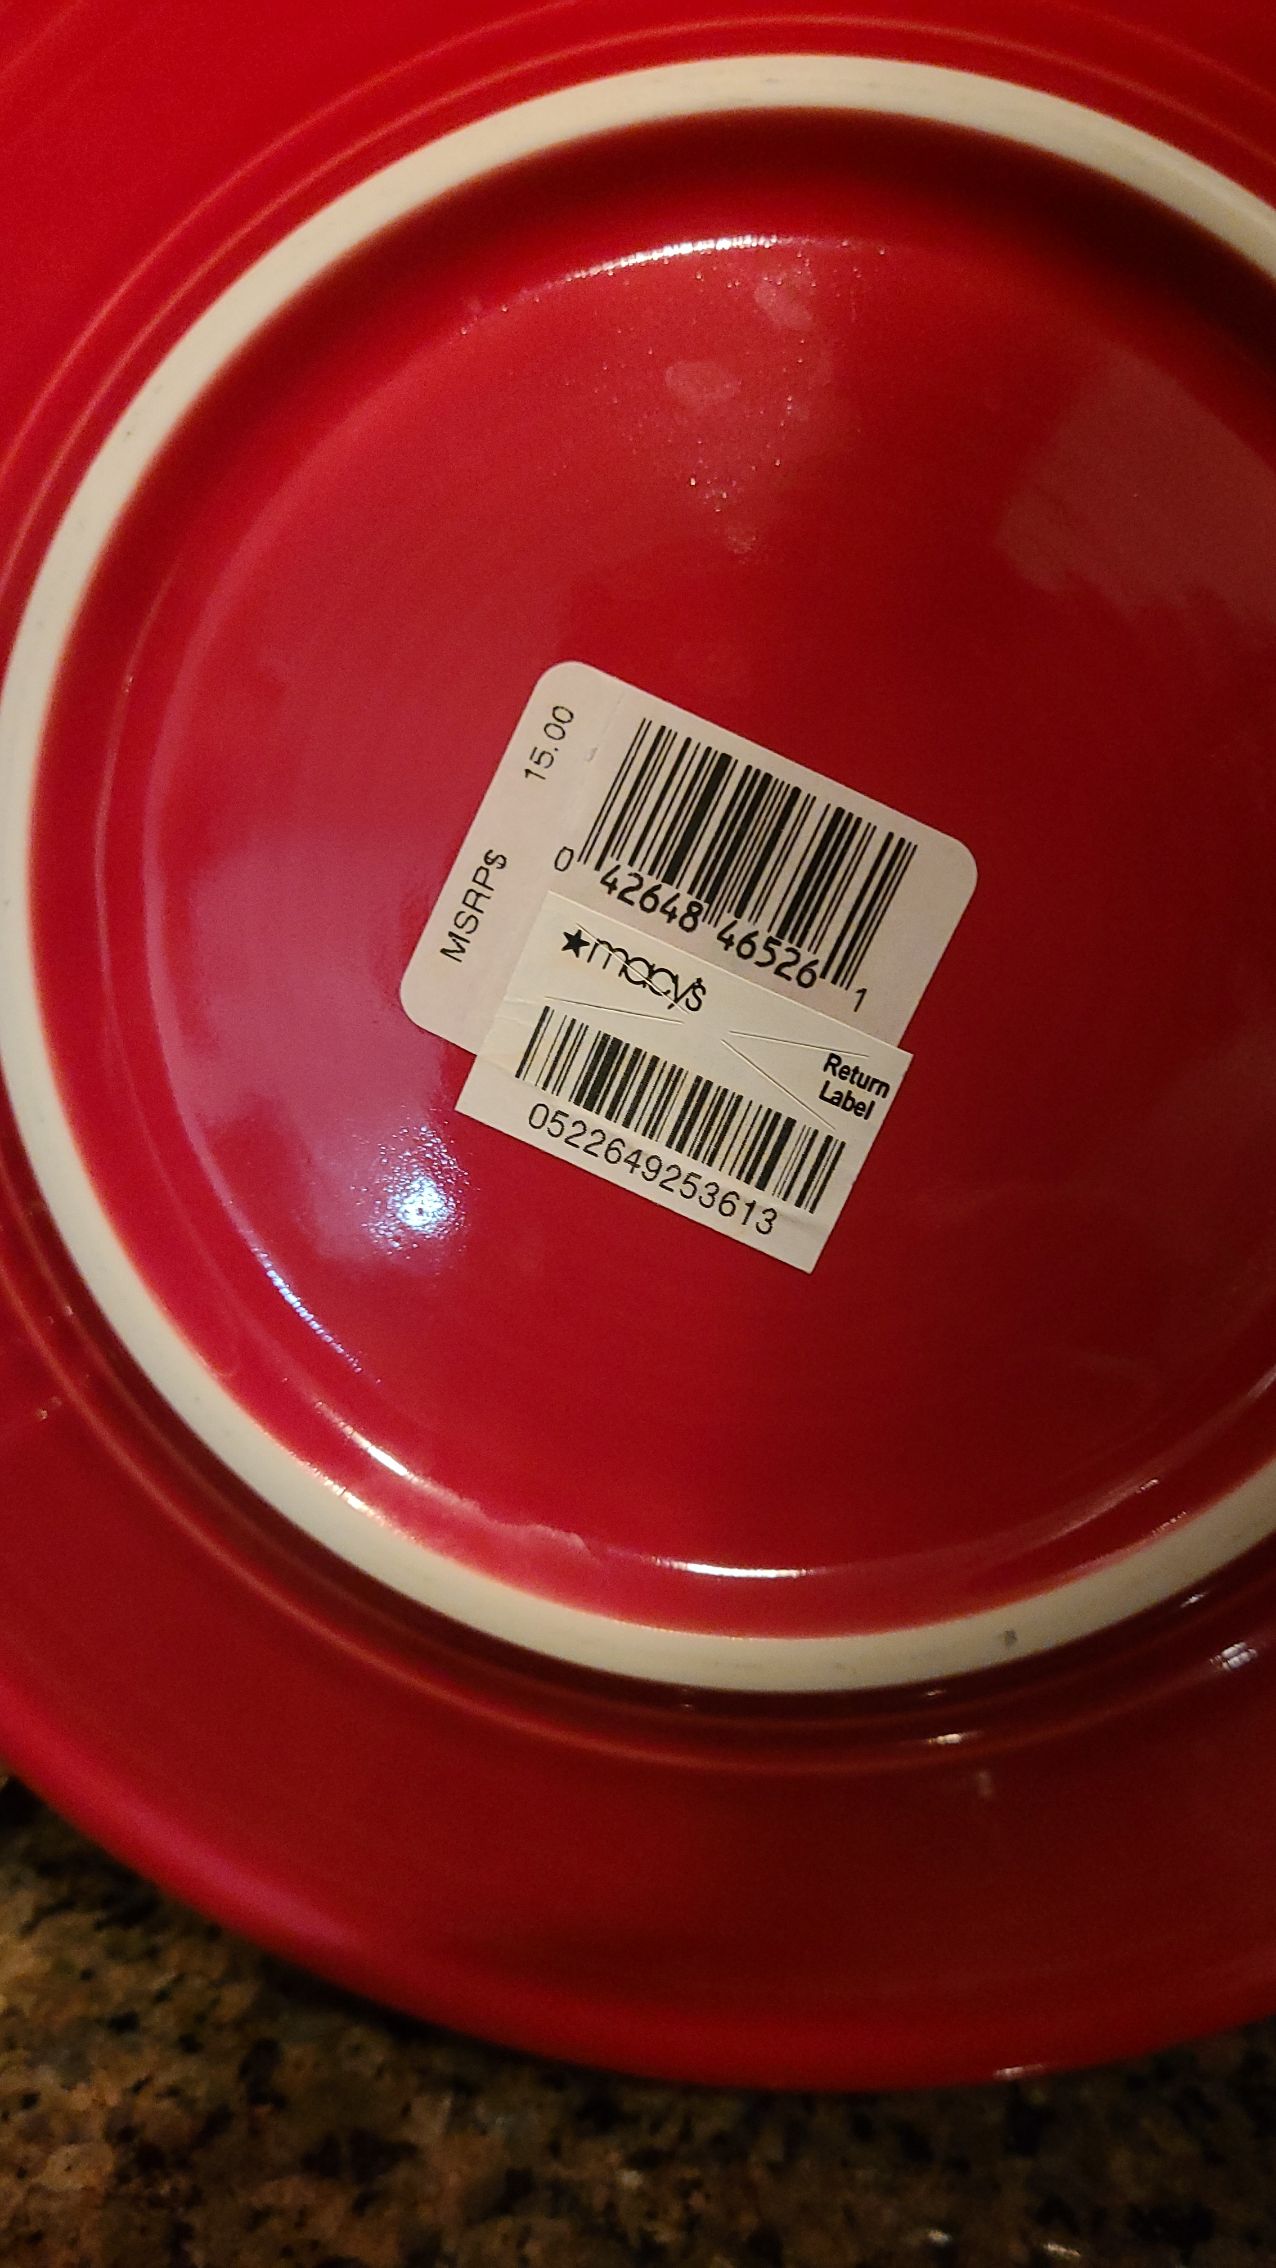 MSRP$ 15.00
0 42648 46526 1
★macy's
Return
Label
0522649253613